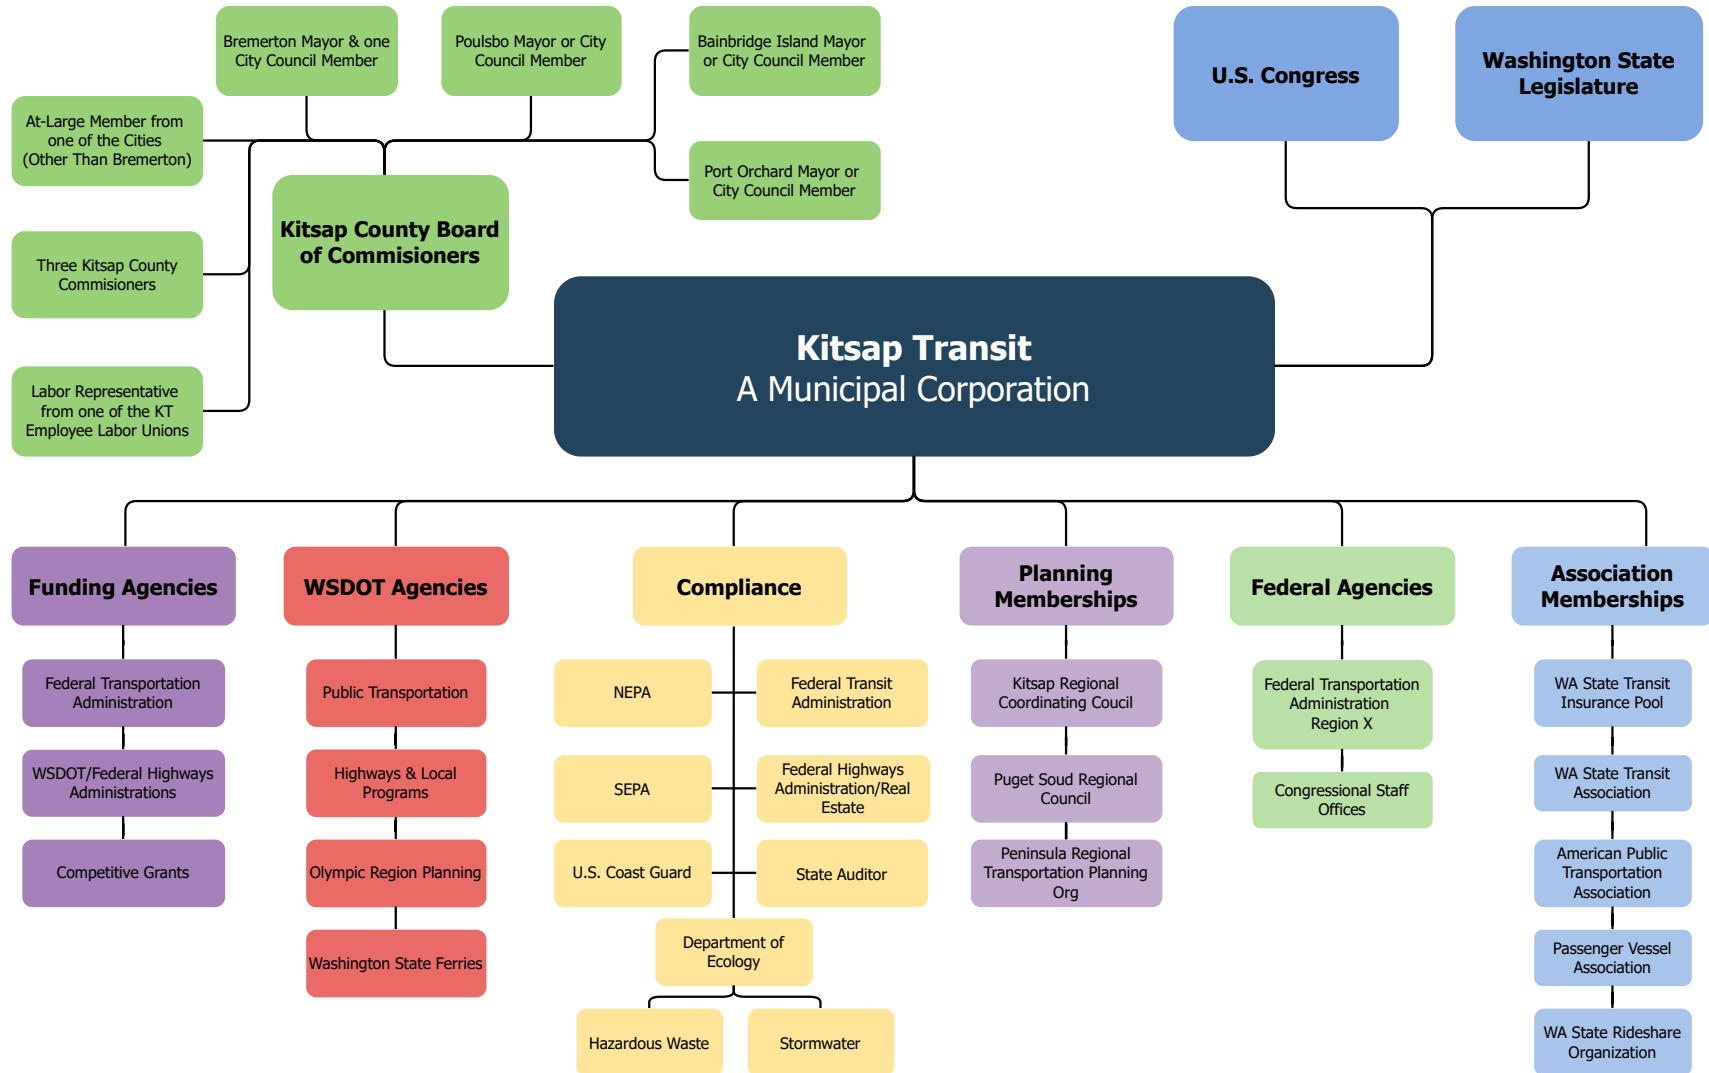 Bremerton Mayor & one
City Council Member
Poulsbo Mayor or City
Council Member
Bainbridge Island Mayor
or City Council Member
U.S. Congress
Washington State
Legislature
At-Large Member from
one of the Cities
(Other Than Bremerton)
Port Orchard Mayor or
City Council Member
Kitsap County Board
of Commisioners
Three Kitsap County
Commisioners
Labor Representative
from one of the KT
Employee Labor Unions
Kitsap Transit
A Municipal Corporation
Funding Agencies
Federal Transportation
Administration
WSDOT/Federal Highways
Administrations
Competitive Grants
WSDOT Agencies
Public Transportation
Highways & Local
Programs
Olympic Region Planning
Washington State Ferries
Compliance
NEPA
Federal Transit
Administration
SEPA
Federal Highways
Administration/Real
Estate
U.S. Coast Guard
State Auditor
Department of
Ecology
Hazardous Waste
Stormwater
Planning
Memberships
Kitsap Regional
Coordinating Coucil
Puget Soud Regional
Council
Peninsula Regional
Transportation Planning
Org
Federal Agencies
Federal Transportation
Administration
Region X
Congressional Staff
Offices
Association
Memberships
WA State Transit
Insurance Pool
WA State Transit
Association
American Public
Transportation
Association
Passenger Vessel
Association
WA State Rideshare
Organization